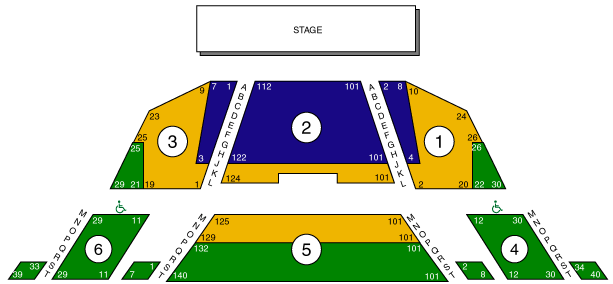 STAGE
7 1 A 112 101 A 2 8
9 10
B B
C C
23 D D 24
E 2 E
25 3 F F 1 26
25 G G 26
H H
3 122 101 4
J J
K 124 101 K
29 21 19 1 L L 2 20 22 30
M 29 11 M 125 101 M 12 30 M
N N N N
O O O O
P 129 101 P
P 6 132 5 101 Q 4 P
Q Q R Q
R R S R
33 S 1 S T 2 S 34
39 T 29 11 7 T 140 101 8 12 30 T 40